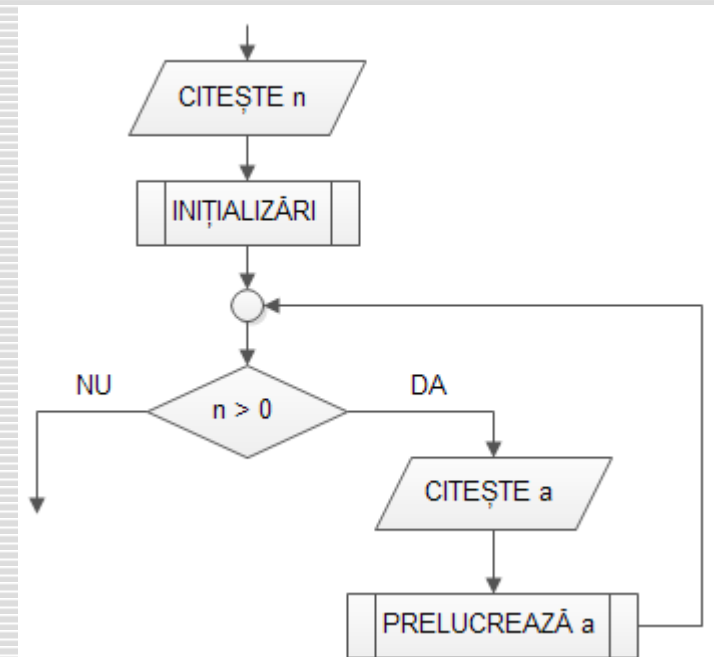 CITEȘTE n
INIȚIALIZĂRI
NU
DA
n > 0
CITEȘTE a
PRELUCREAZĂ a